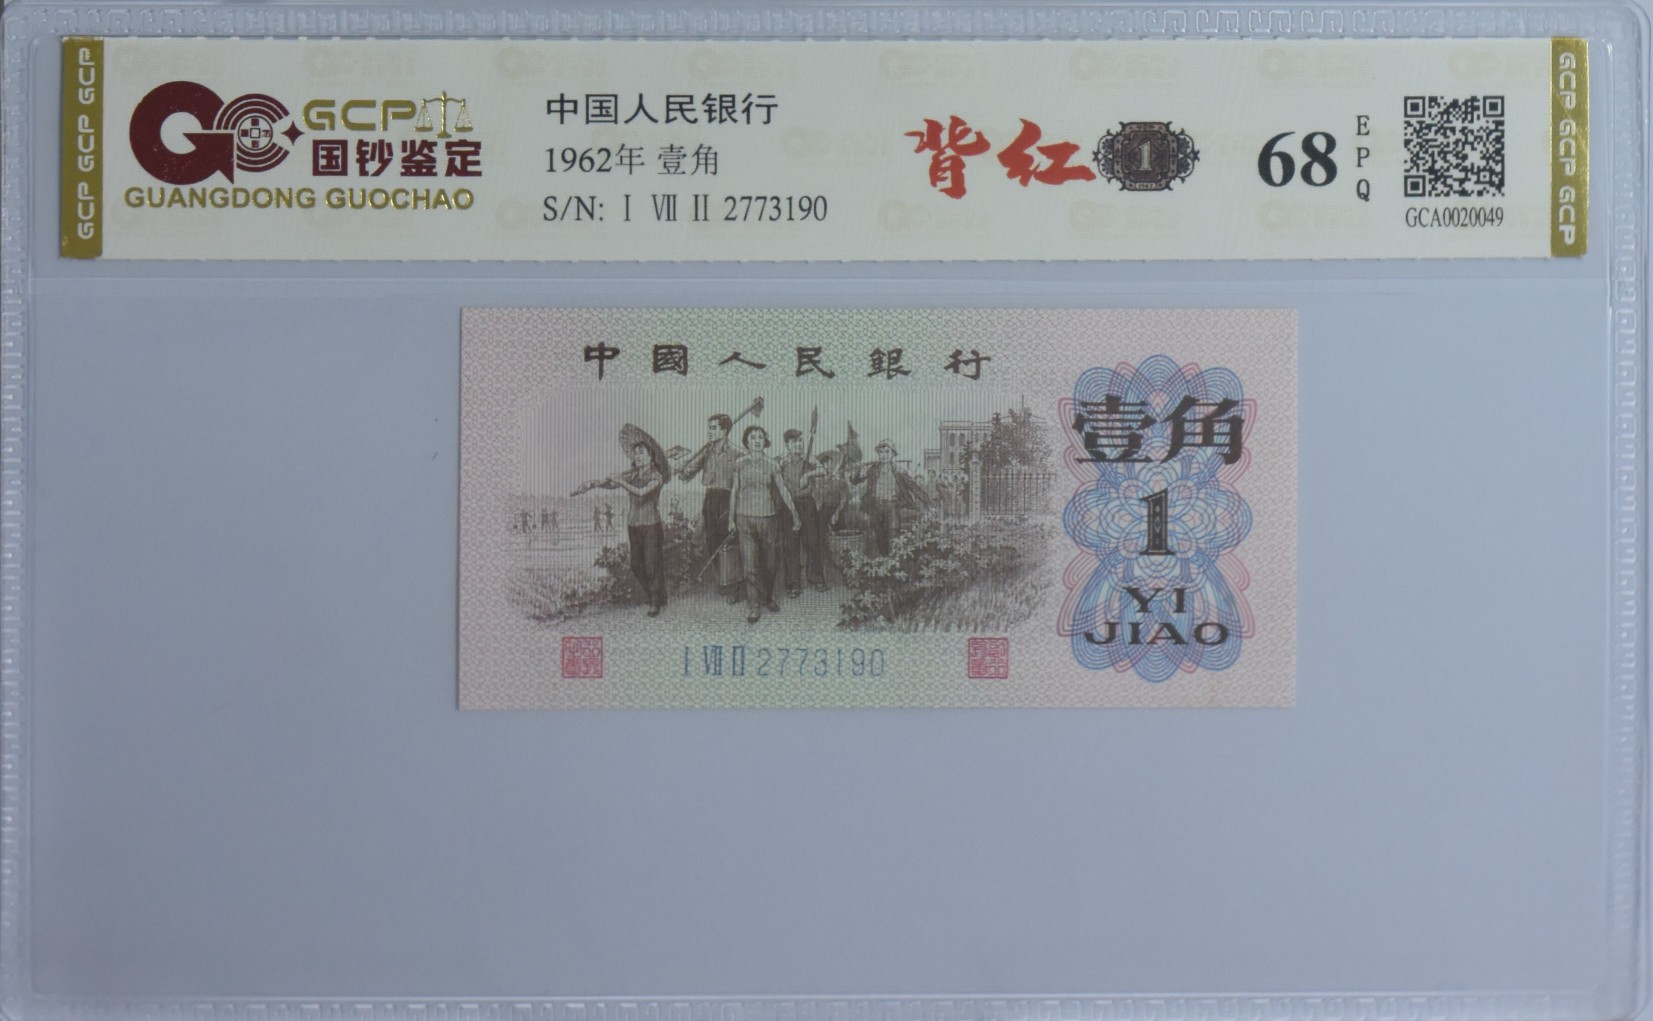 GCP GCP GCP
GCP
国钞鉴定
GUANGDONG GUOCHAO
中国人民银行
1962年 壹角
S/N: I VII II 2773190
背红
1
68
EPQ
GCA0020049
GCP GCP GCP
中國人民銀行
壹角
1
YI
JIAO
I VII II 2773190